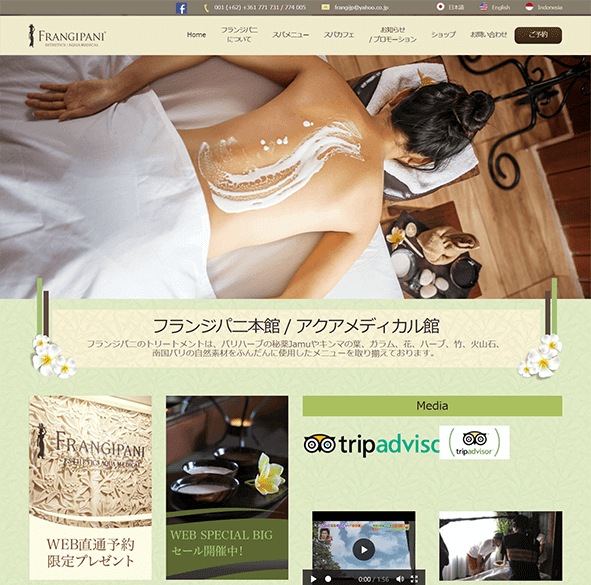 001 (+62) +361 771 731 / 774 005
frangijp@yahoo.co.jp
日本語
English
Indonesia
FRANGIPANI
ESTHETICS / AQUA MEDICAL
Home
フランジパニ
について
スパメニュー
スパカフェ
お知らせ
/ プロモーション
ショップ
お問い合わせ
ご予約
フランジパニ本館 / アクアメディカル館
フランジパニのトリートメントは、バリハーブの秘薬Jamuやキンマの葉、ガラム、花、ハーブ、竹、火山石、
南国バリの自然素材をふんだんに使用したメニューを取り揃えております。
FRANGIPANI
ESTHETICS AQUA MEDICAL
WEB直通予約
限定プレゼント
WEB SPECIAL BIG
セール開催中!
Media
tripadvisor
tripadvisor
0:00 / 1:56